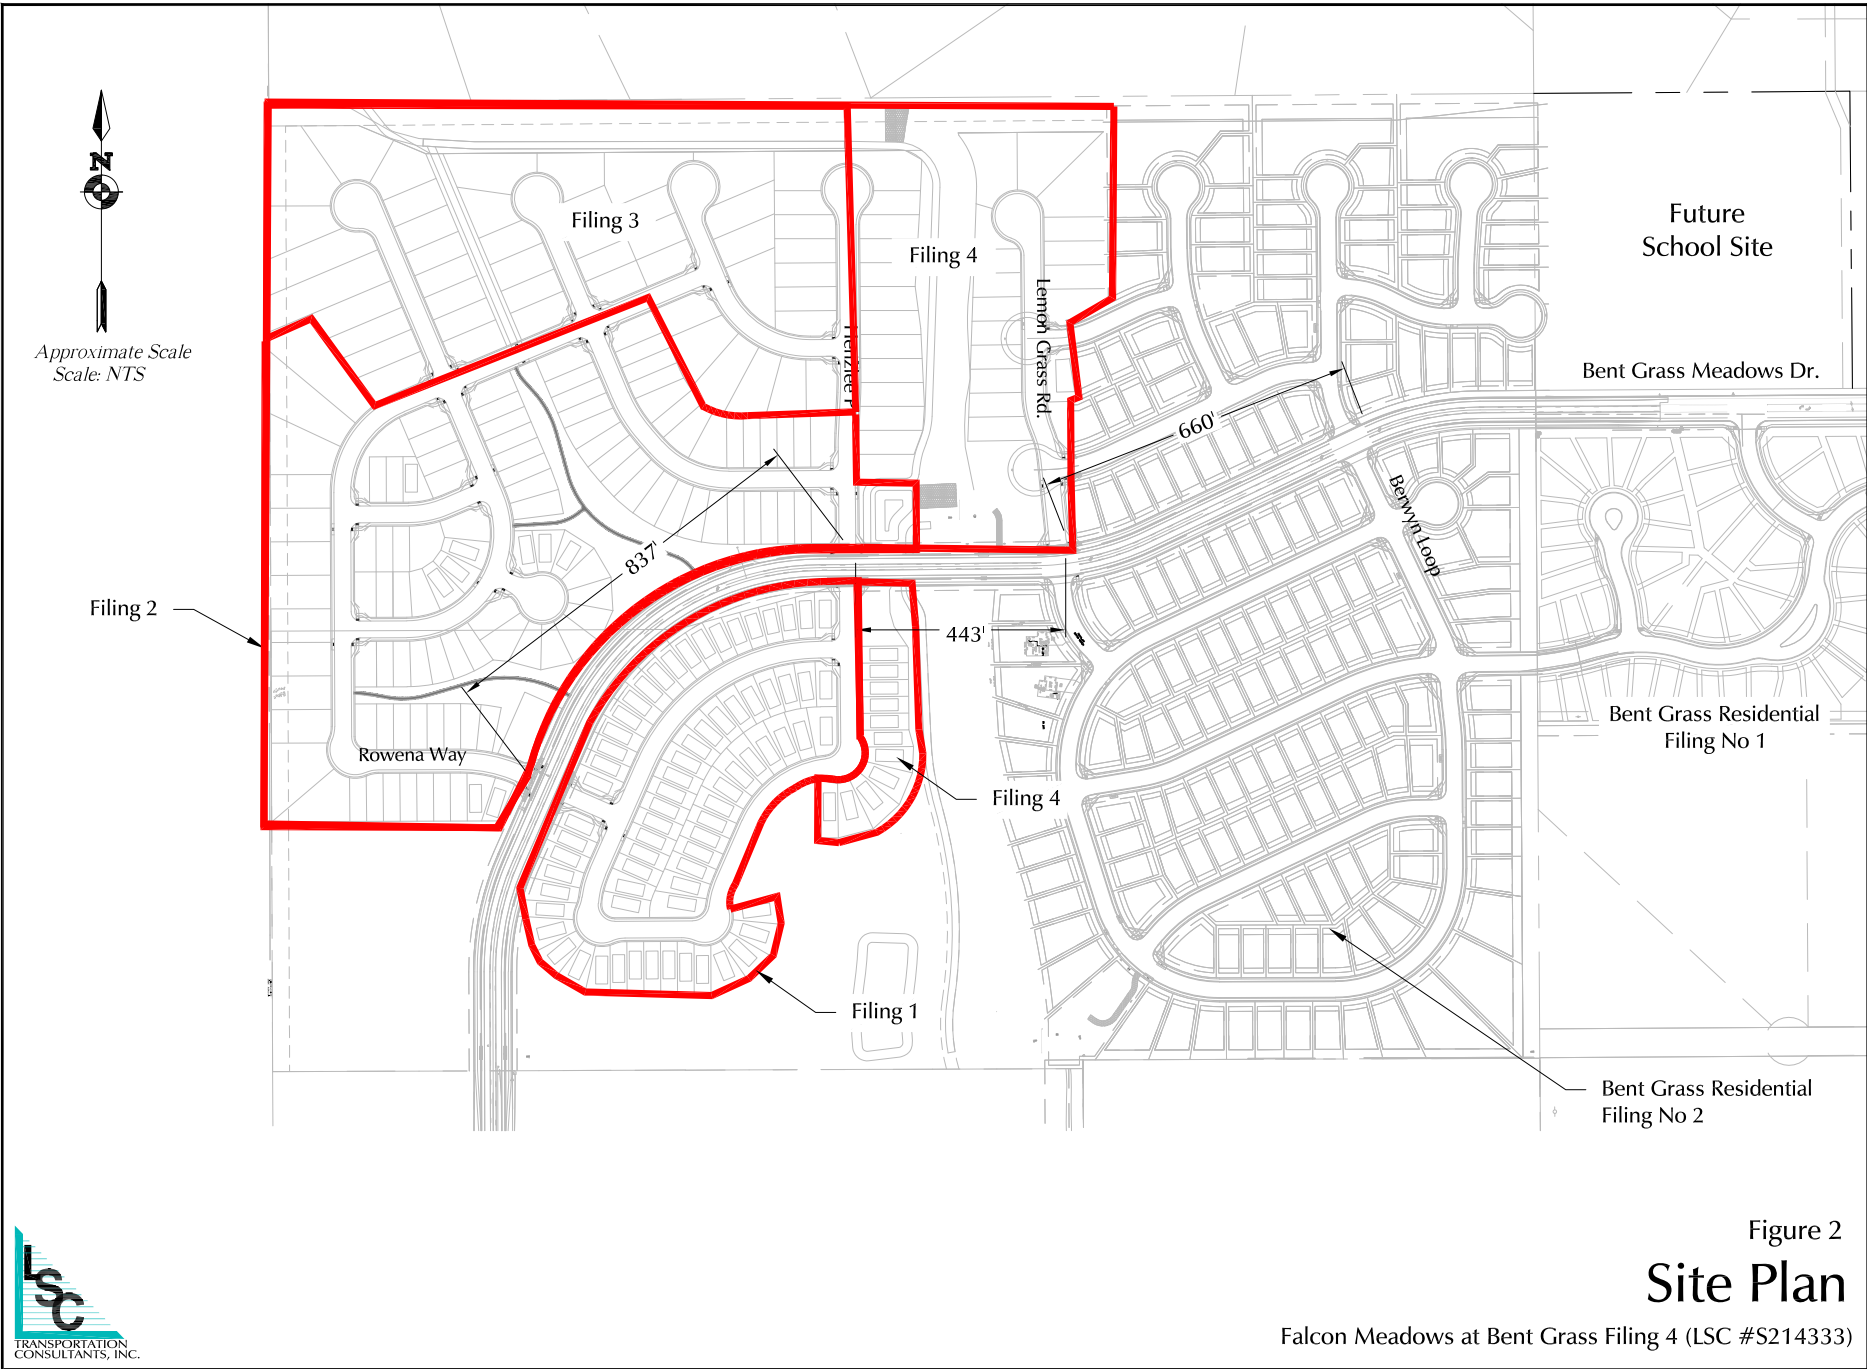 N
Approximate Scale
Scale: NTS
Filing 3
Filing 4
Lemon Grass Rd.
Future
School Site
Bent Grass Meadows Dr.
660'
Berwyn Loop
837'
Filing 2
443'
Rowena Way
Filing 4
Bent Grass Residential
Filing No 1
Filing 1
Bent Grass Residential
Filing No 2
Figure 2
Site Plan
Falcon Meadows at Bent Grass Filing 4 (LSC #S214333)
LSC
TRANSPORTATION
CONSULTANTS, INC.